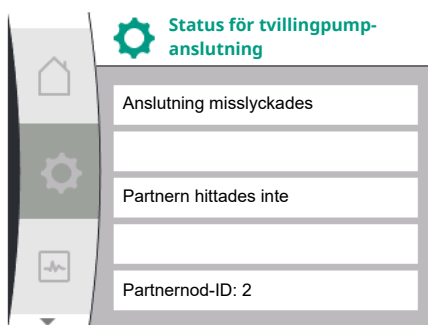 Status för tvillingpump-
anslutning
Anslutning misslyckades
Partnern hittades inte
Partnernod-ID: 2